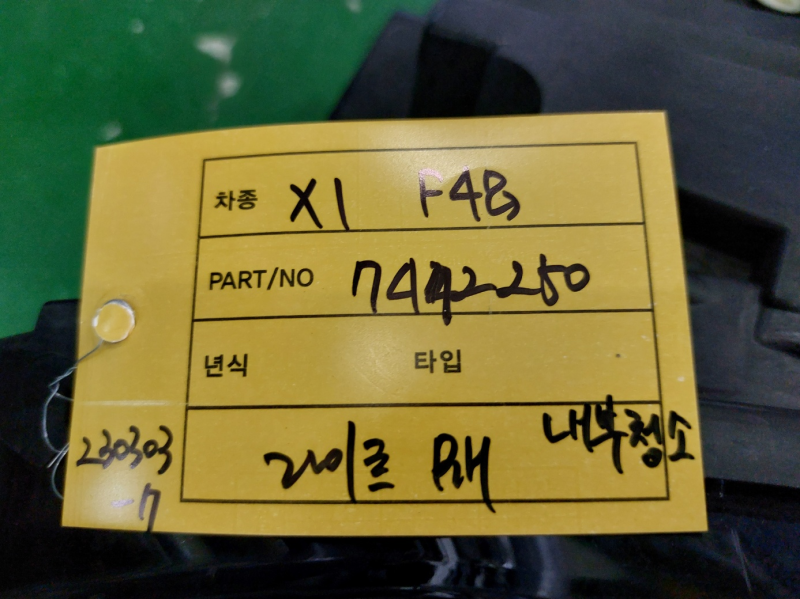 차종 X1 F48
PART/NO 7442250
년식 타입
라이트 RH 내부청소
230303
-7